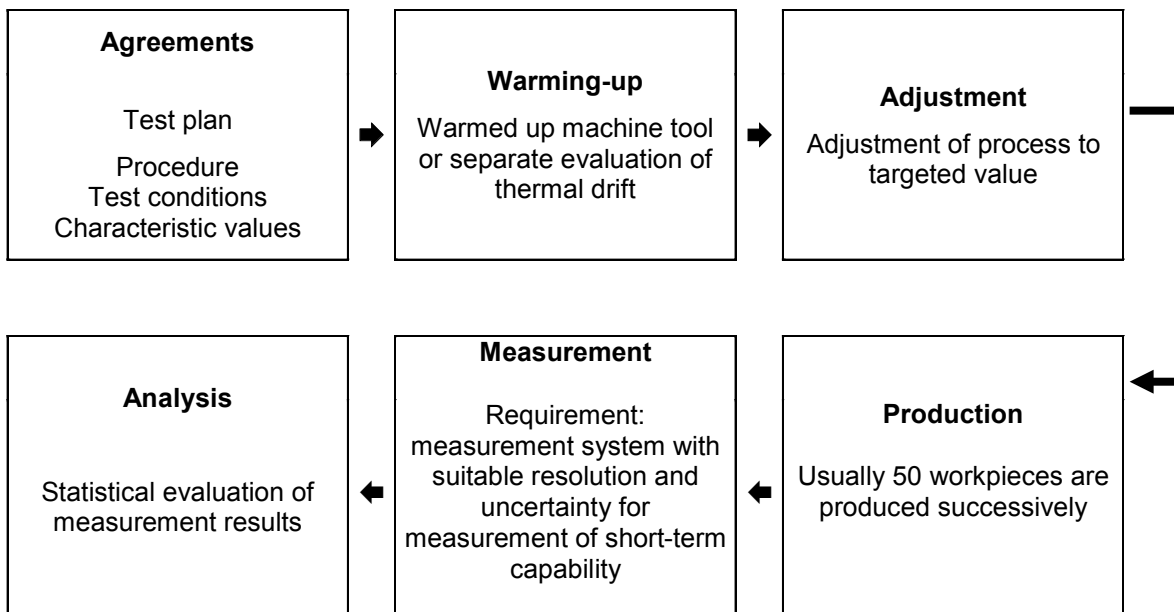 Agreements
Test plan
Procedure
Test conditions
Characteristic values
Warming-up
Warmed up machine tool
or separate evaluation of
thermal drift
Adjustment
Adjustment of process to
targeted value
Production
Usually 50 workpieces are
produced successively
Measurement
Requirement:
measurement system with
suitable resolution and
uncertainty for
measurement of short-term
capability
Analysis
Statistical evaluation of
measurement results